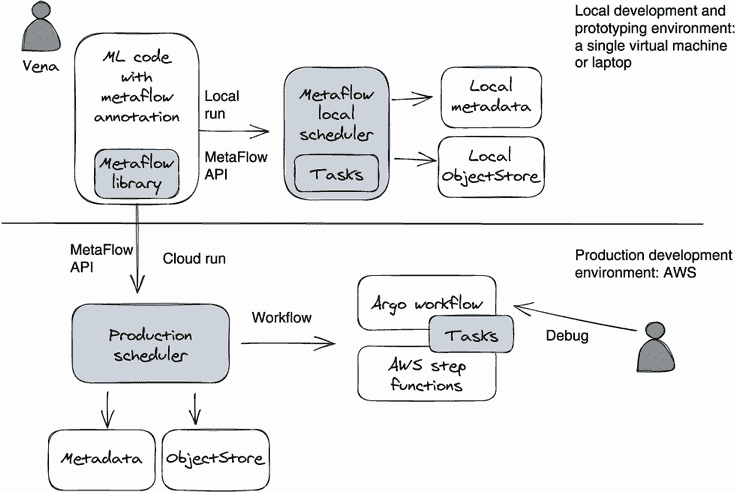 Vena
ML code
with
metaflow
annotation
Metaflow
library
Local
run
MetaFlow
API
Metaflow
local
scheduler
Tasks
Local
metadata
Local
ObjectStore
Local development and
prototyping environment:
a single virtual machine
or laptop
MetaFlow
API
Cloud run
Production development
environment: AWS
Production
scheduler
Workflow
Argo workflow
Tasks
AWS step
functions
Debug
Metadata
ObjectStore